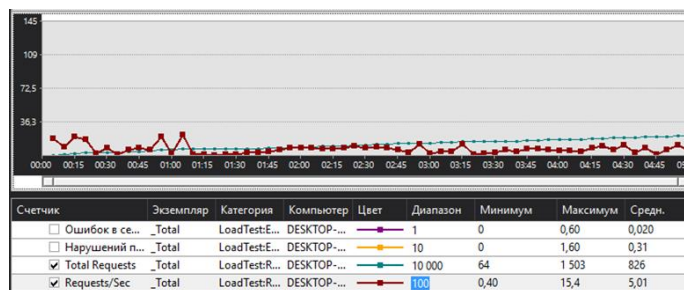 145
109
72,5
36,3
00:00 00:15 00:30 00:45 01:00 01:15 01:30 01:45 02:00 02:15 02:30 02:45 03:00 03:15 03:30 03:45 04:00 04:15 04:30 04:45
Счетчик Экземпляр Категория Компьютер Цвет Диапазон Минимум Максимум Средн.
Ошибок в се... _Total LoadTest:E... DESKTOP-... 1 0 0,60 0,020
Нарушений п... _Total LoadTest:E... DESKTOP-... 10 0 1,60 0,31
Total Requests _Total LoadTest:R... DESKTOP-... 10 000 64 1 503 826
Requests/Sec _Total LoadTest:R... DESKTOP-... 100 0,40 15,4 5,01